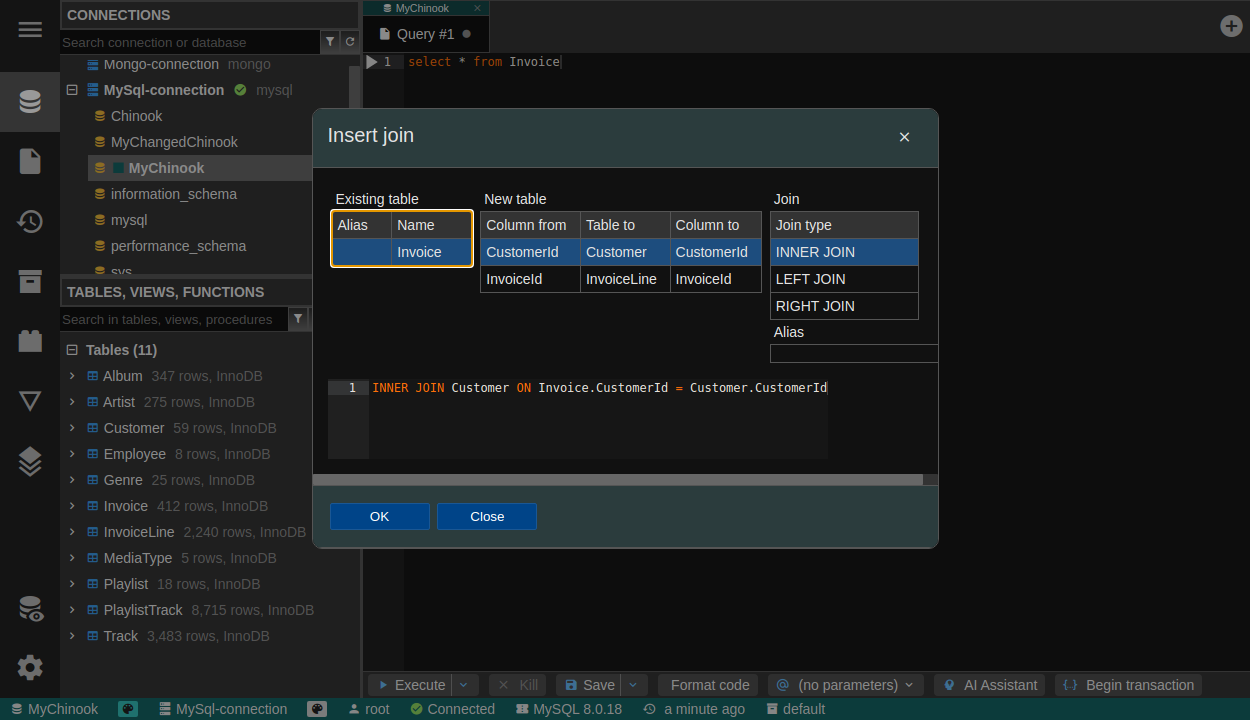 CONNECTIONS
Search connection or database
Mongo-connection mongo
MySql-connection mysql
Chinook
MyChangedChinook
MyChinook
information_schema
mysql
performance_schema
sys
TABLES, VIEWS, FUNCTIONS
Search in tables, views, procedures
Tables (11)
Album 347 rows, InnoDB
Artist 275 rows, InnoDB
Customer 59 rows, InnoDB
Employee 8 rows, InnoDB
Genre 25 rows, InnoDB
Invoice 412 rows, InnoDB
InvoiceLine 2,240 rows, InnoDB
MediaType 5 rows, InnoDB
Playlist 18 rows, InnoDB
PlaylistTrack 8,715 rows, InnoDB
Track 3,483 rows, InnoDB
MyChinook
Query #1
1 select * from Invoice
Insert join
Existing table
Alias Name
Invoice
New table
Column from Table to Column to
CustomerId Customer CustomerId
InvoiceId InvoiceLine InvoiceId
Join
Join type
INNER JOIN
LEFT JOIN
RIGHT JOIN
Alias
1 INNER JOIN Customer ON Invoice.CustomerId = Customer.CustomerId
OK Close
Execute Kill Save Format code (no parameters) AI Assistant Begin transaction
MyChinook MySql-connection root Connected MySQL 8.0.18 a minute ago default